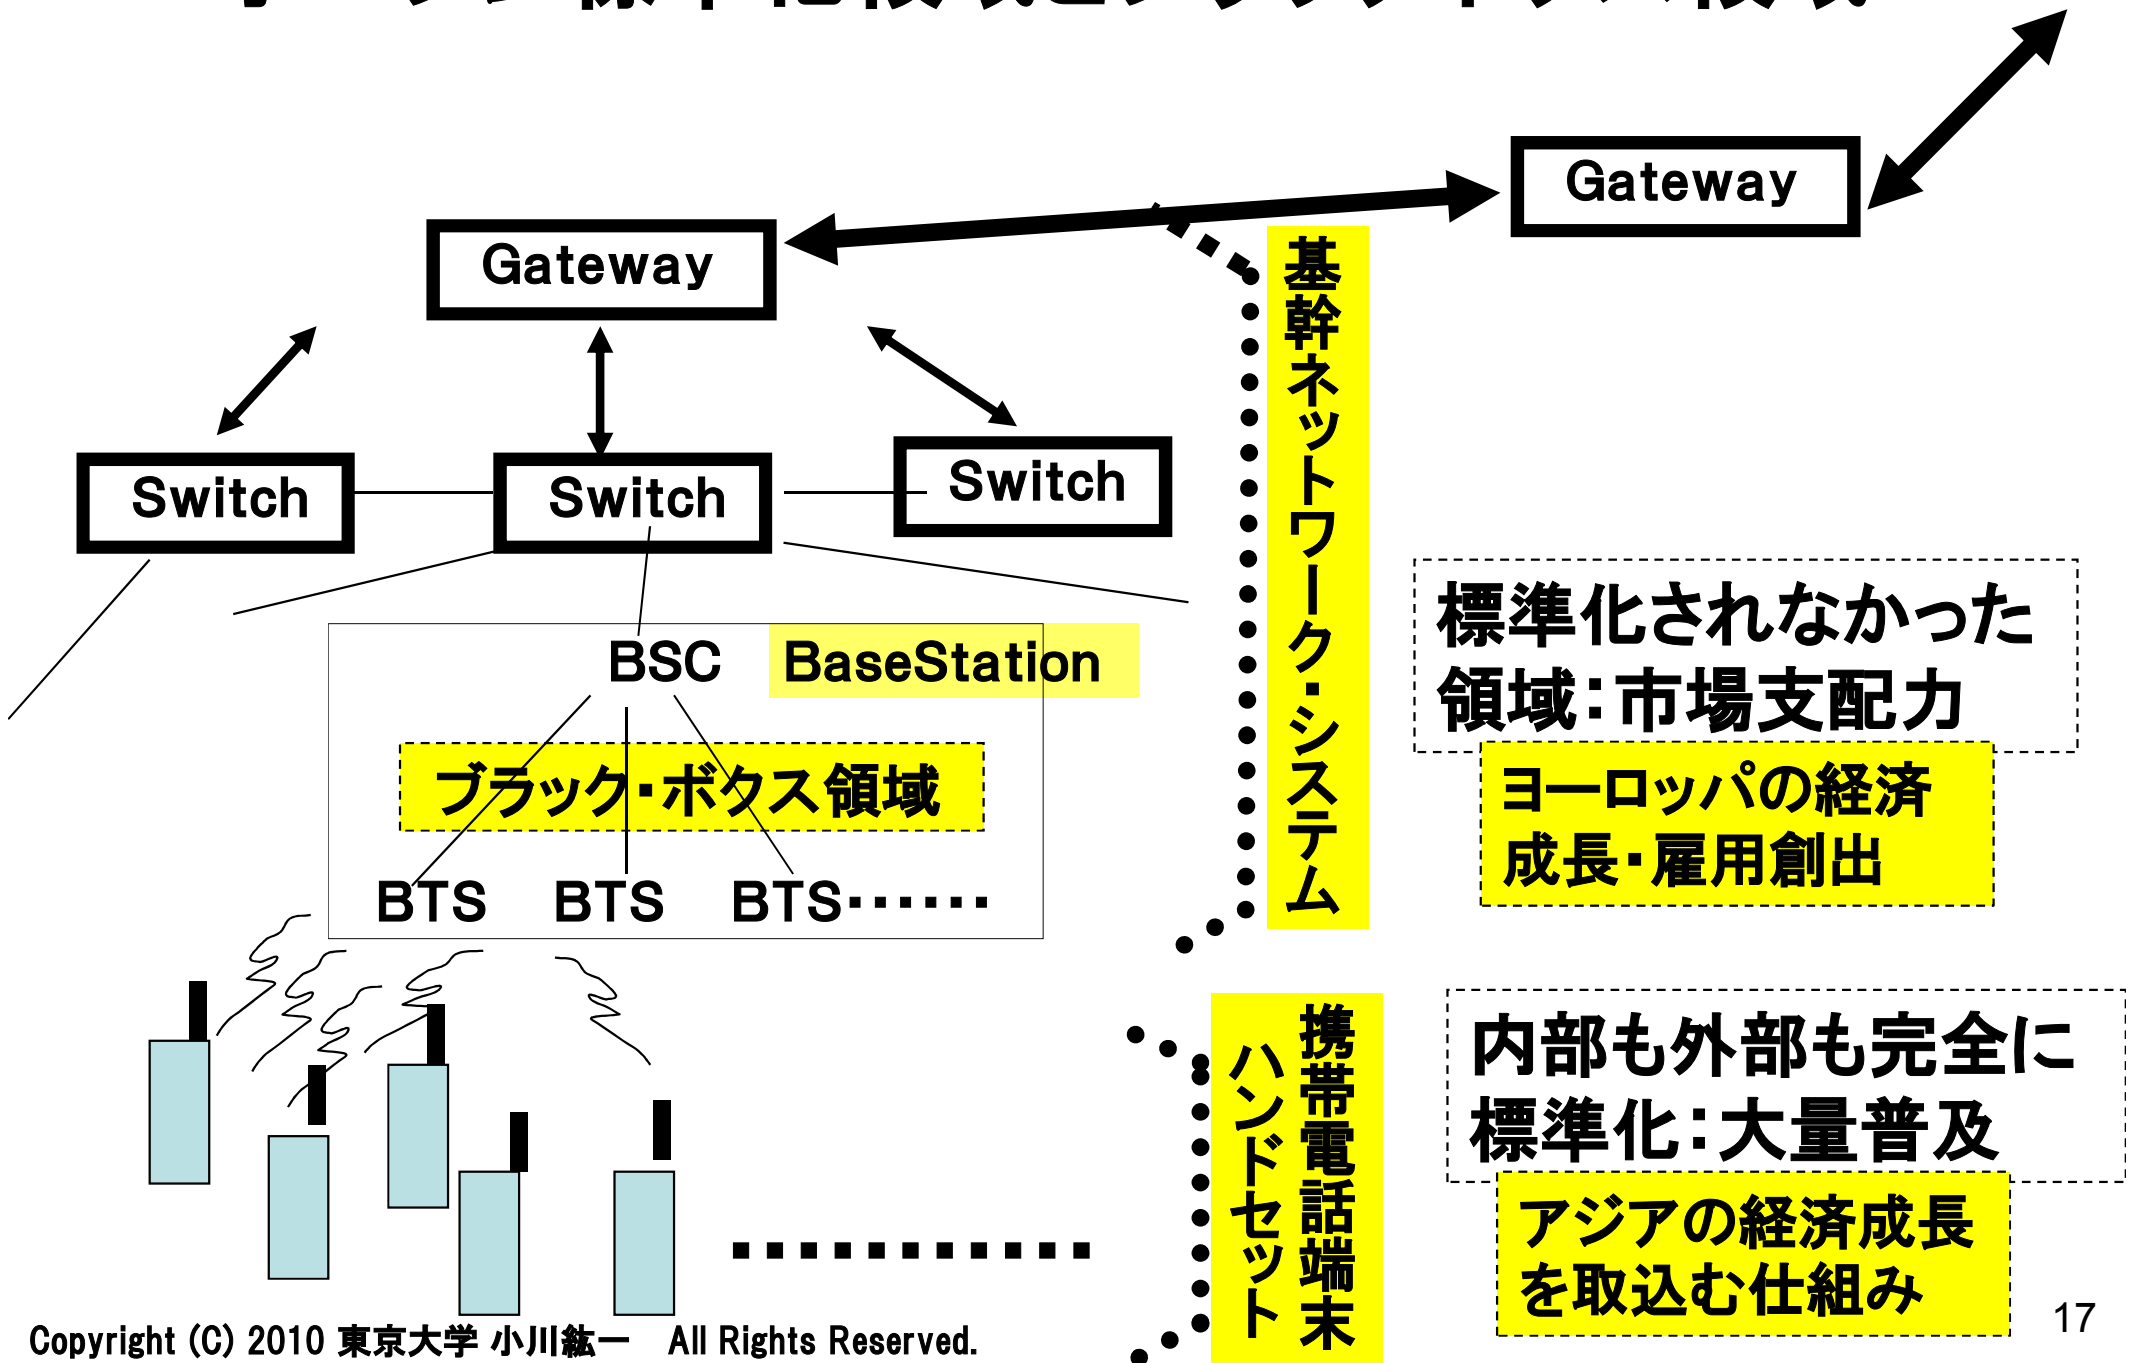 Gateway
Gateway
Switch
Switch
Switch
BSC
BaseStation
ブラック・ボクス領域
BTS
BTS
BTS・・・・・・
基幹ネットワーク・システム
標準化されなかった
領域：市場支配力
ヨーロッパの経済
成長・雇用創出
携帯電話端末
ハンドセット
内部も外部も完全に
標準化：大量普及
アジアの経済成長
を取込む仕組み
17
Copyright (C) 2010 東京大学 小川紘一 All Rights Reserved.